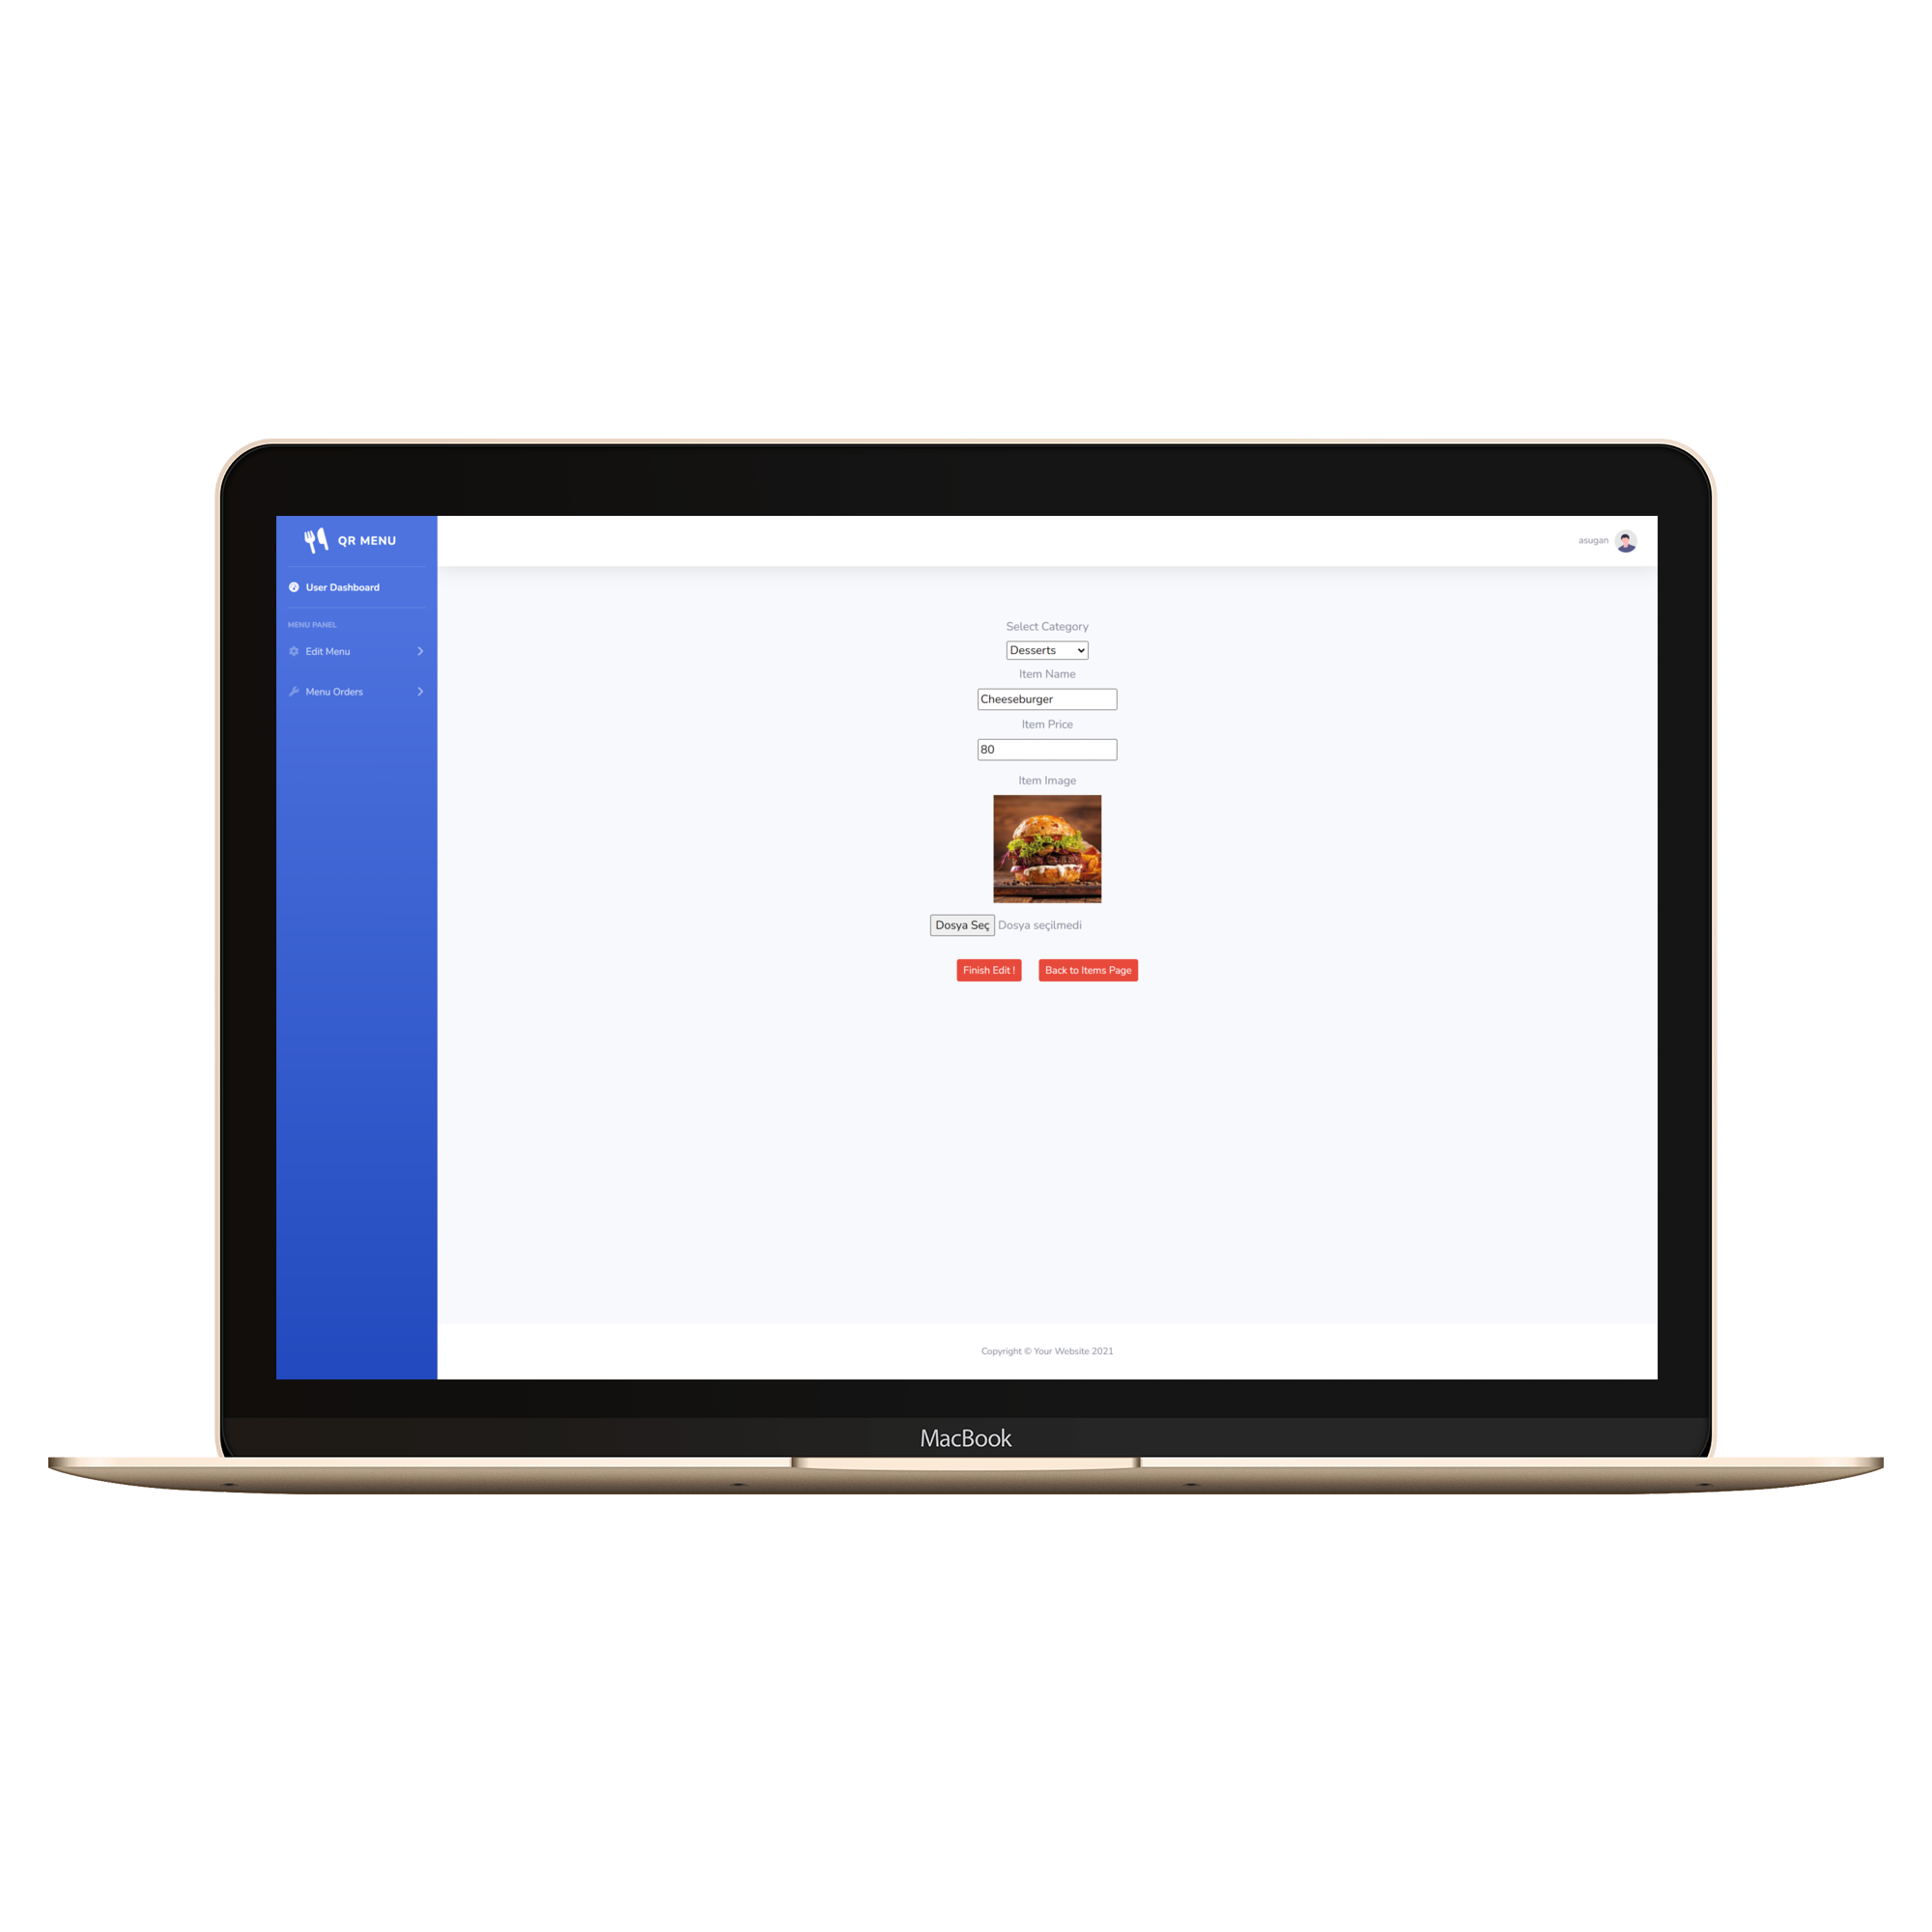 QR MENU
asugan
User Dashboard
MENU PANEL
Edit Menu
Menu Orders
Select Category
Desserts
Item Name
Cheeseburger
Item Price
80
Item Image
Dosya Seç Dosya seçilmedi
Finish Edit ! Back to Items Page
Copyright © Your Website 2021
MacBook